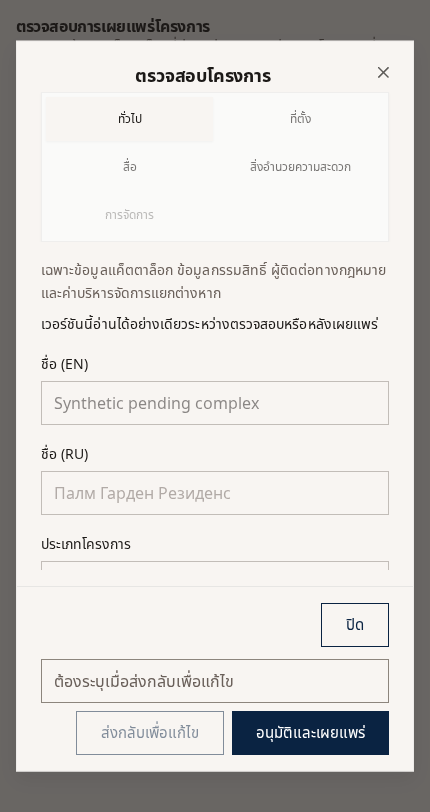 ตรวจสอบการเผยแพร่โครงการ
ตรวจสอบโครงการ
ทั่วไป
ที่ตั้ง
สื่อ
สิ่งอำนวยความสะดวก
การจัดการ
เฉพาะข้อมูลแค็ตตาล็อก ข้อมูลกรรมสิทธิ์ ผู้ติดต่อทางกฎหมาย
และค่าบริหารจัดการแยกต่างหาก
เวอร์ชันนี้อ่านได้อย่างเดียวระหว่างตรวจสอบหรือหลังเผยแพร่
ชื่อ (EN)
Synthetic pending complex
ชื่อ (RU)
Палм Гарден Резиденс
ประเภทโครงการ
ปิด
ต้องระบุเมื่อส่งกลับเพื่อแก้ไข
ส่งกลับเพื่อแก้ไข
อนุมัติและเผยแพร่